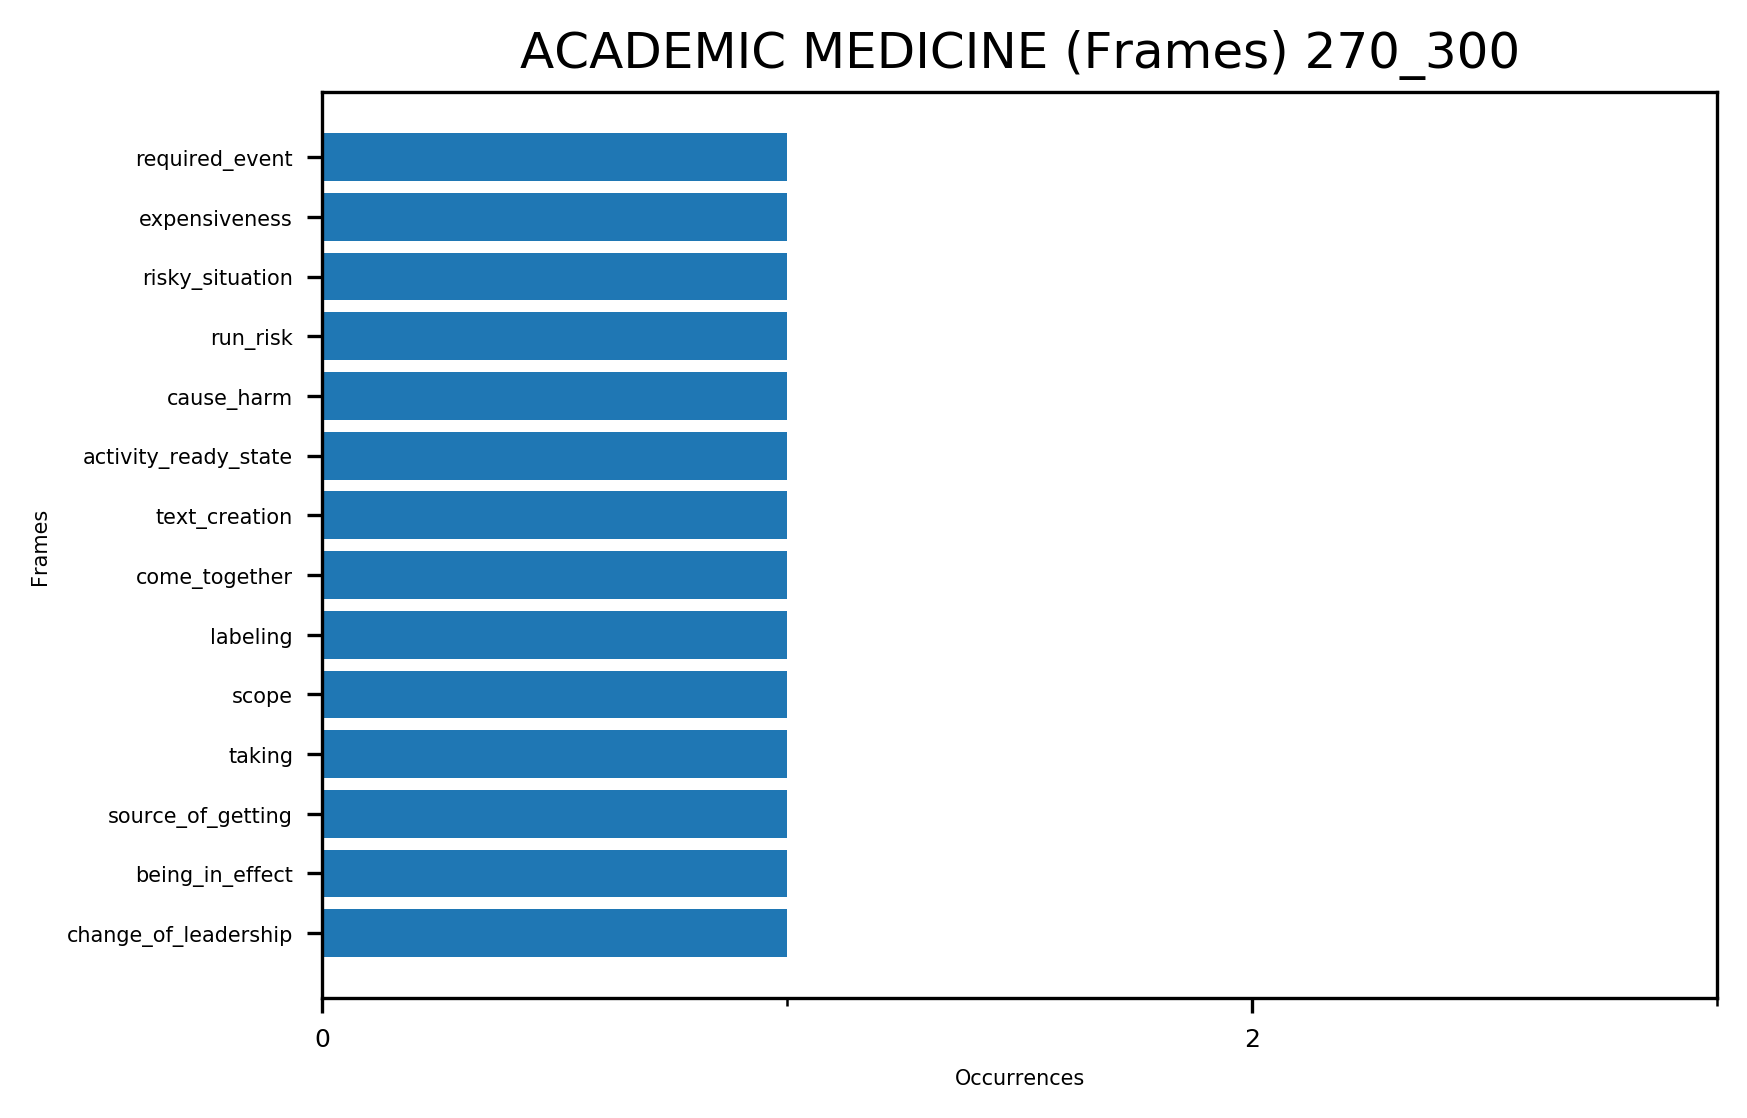 ACADEMIC MEDICINE (Frames) 270_300
required_event
expensiveness
risky_situation
run_risk
cause_harm
activity_ready_state
text_creation
come_together
labeling
scope
taking
source_of_getting
being_in_effect
change_of_leadership
Frames
0 2
Occurrences